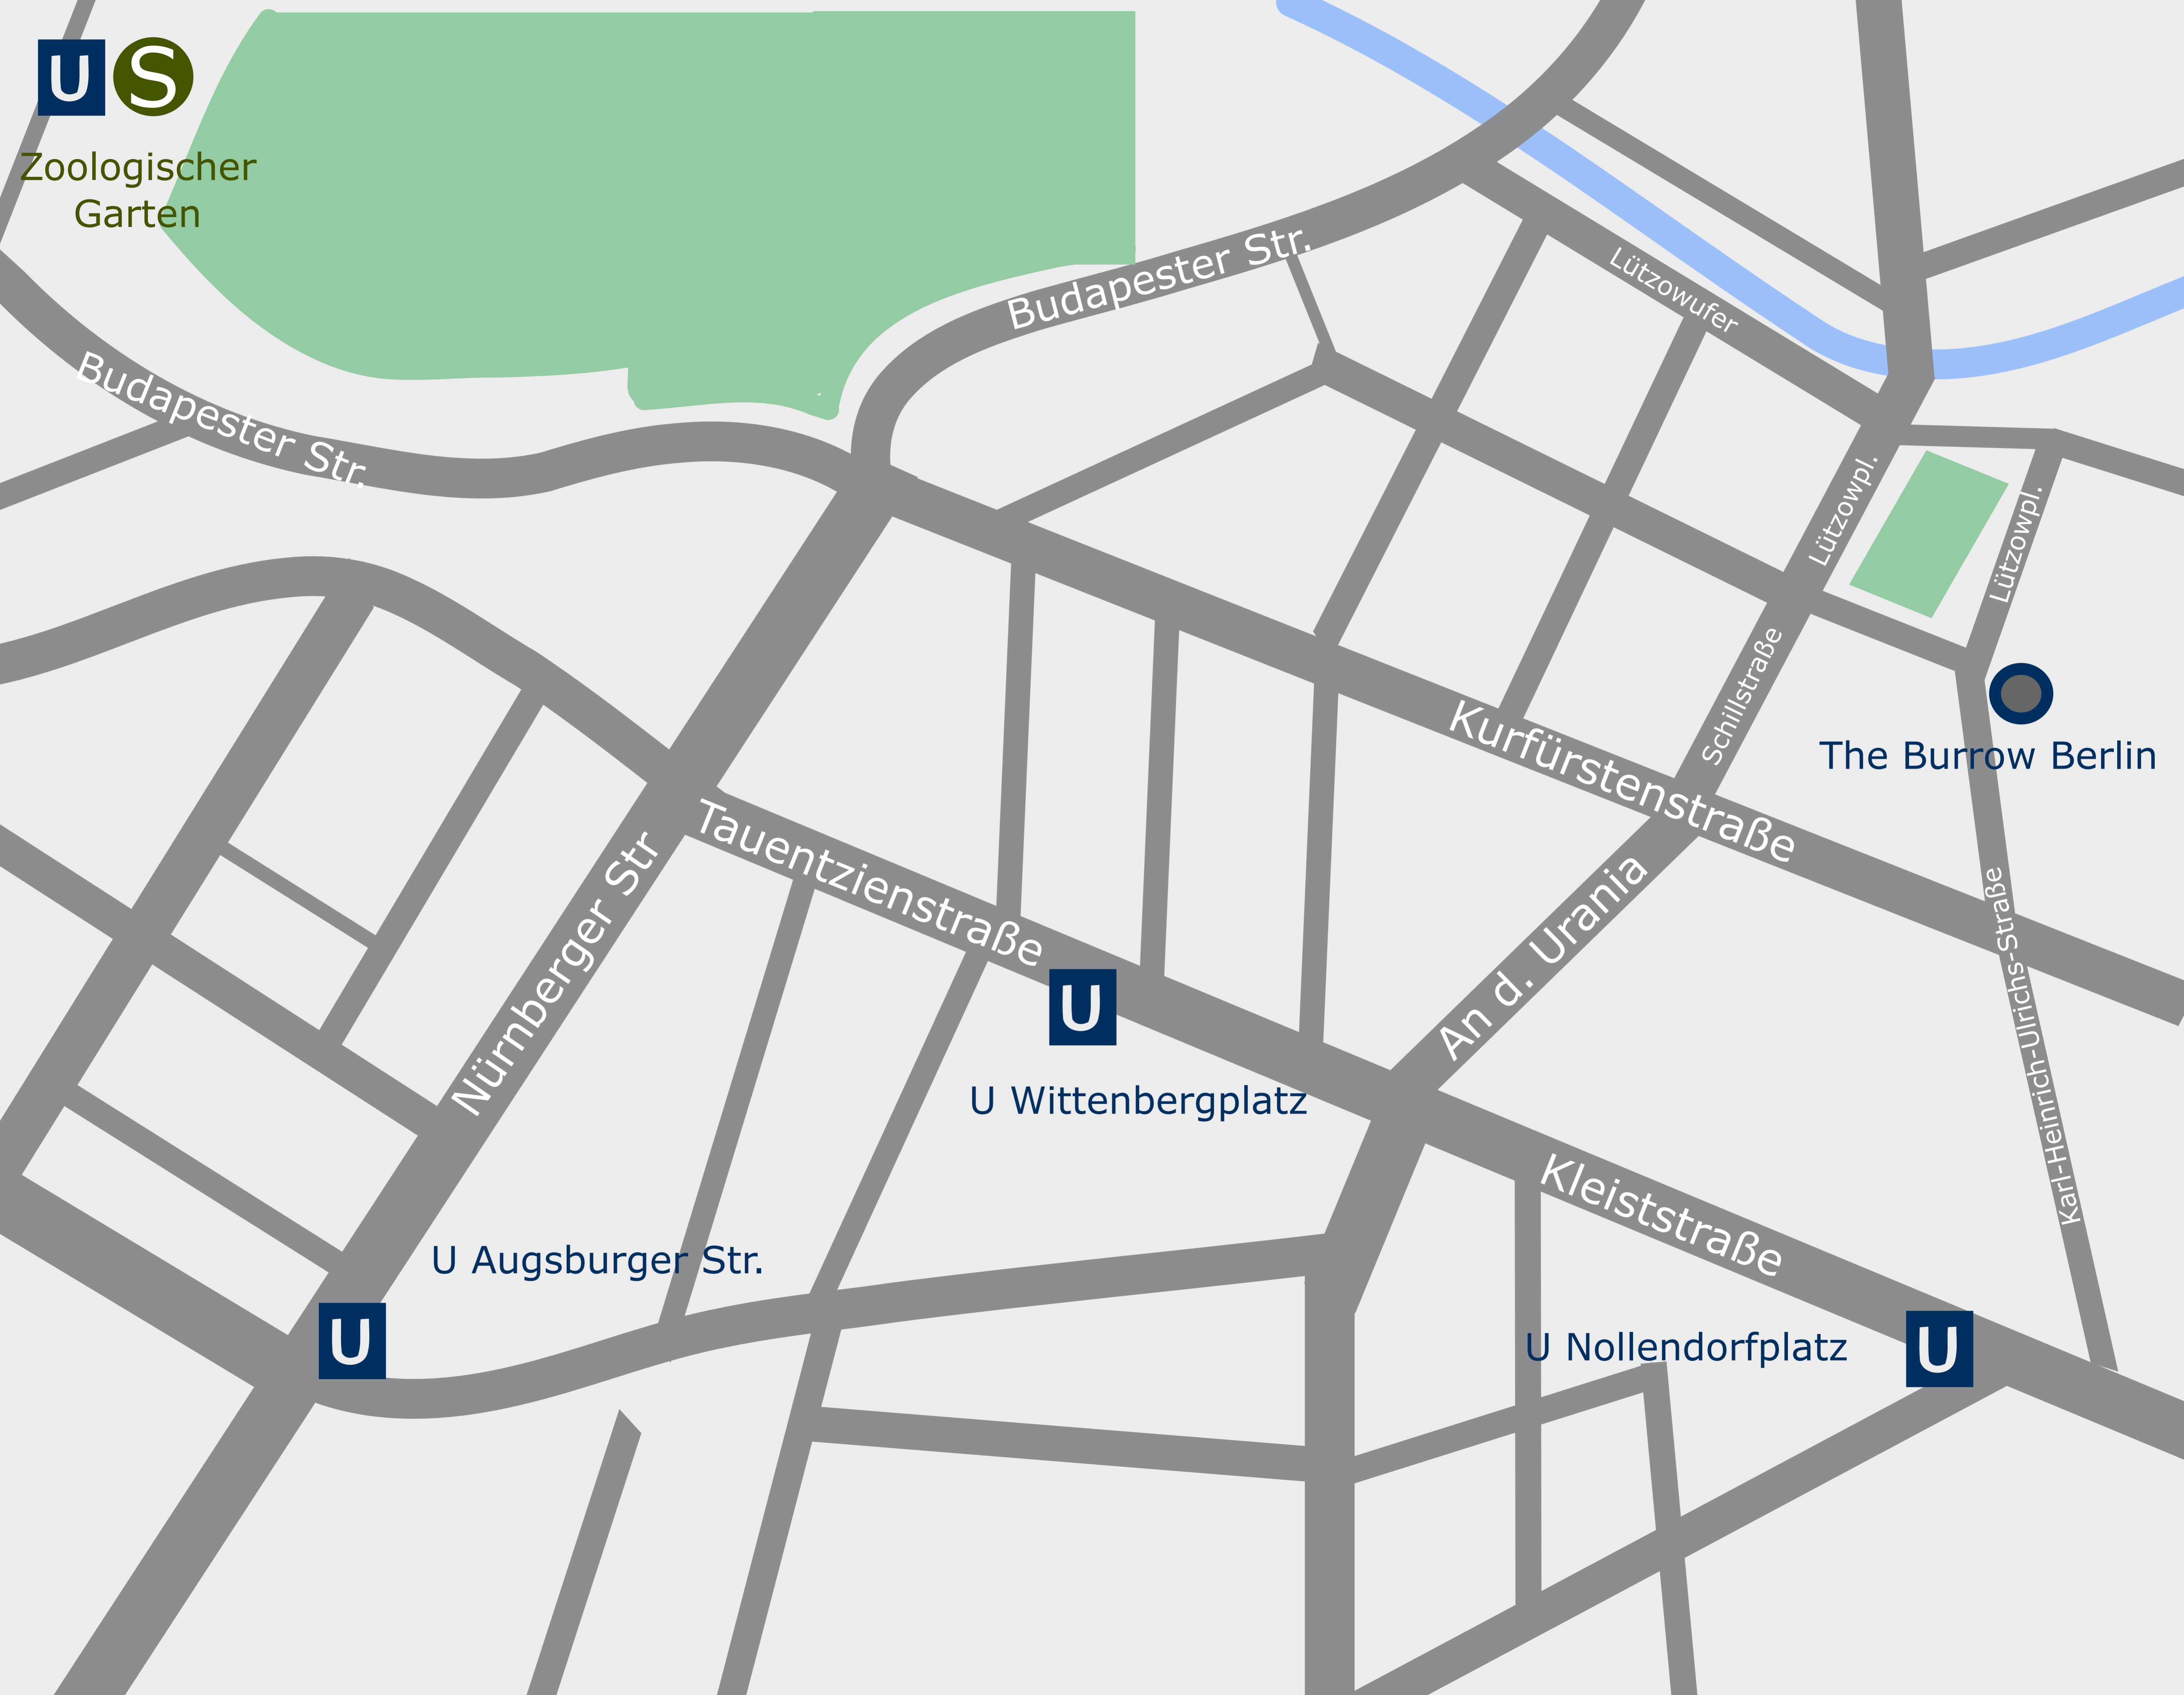 U S
Zoologischer
Garten
Budapester Str.
Budapester Str.
Lützowufer
Lützowpl.
Lützowpl.
Schillstraße
The Burrow Berlin
Kurfürstenstraße
Tauentzienstraße
Nürnberger Str
An d. Urania
Karl-Heinrich-Ulrichs-Straße
U
U Wittenbergplatz
Kleiststraße
U Augsburger Str.
U
U Nollendorfplatz
U